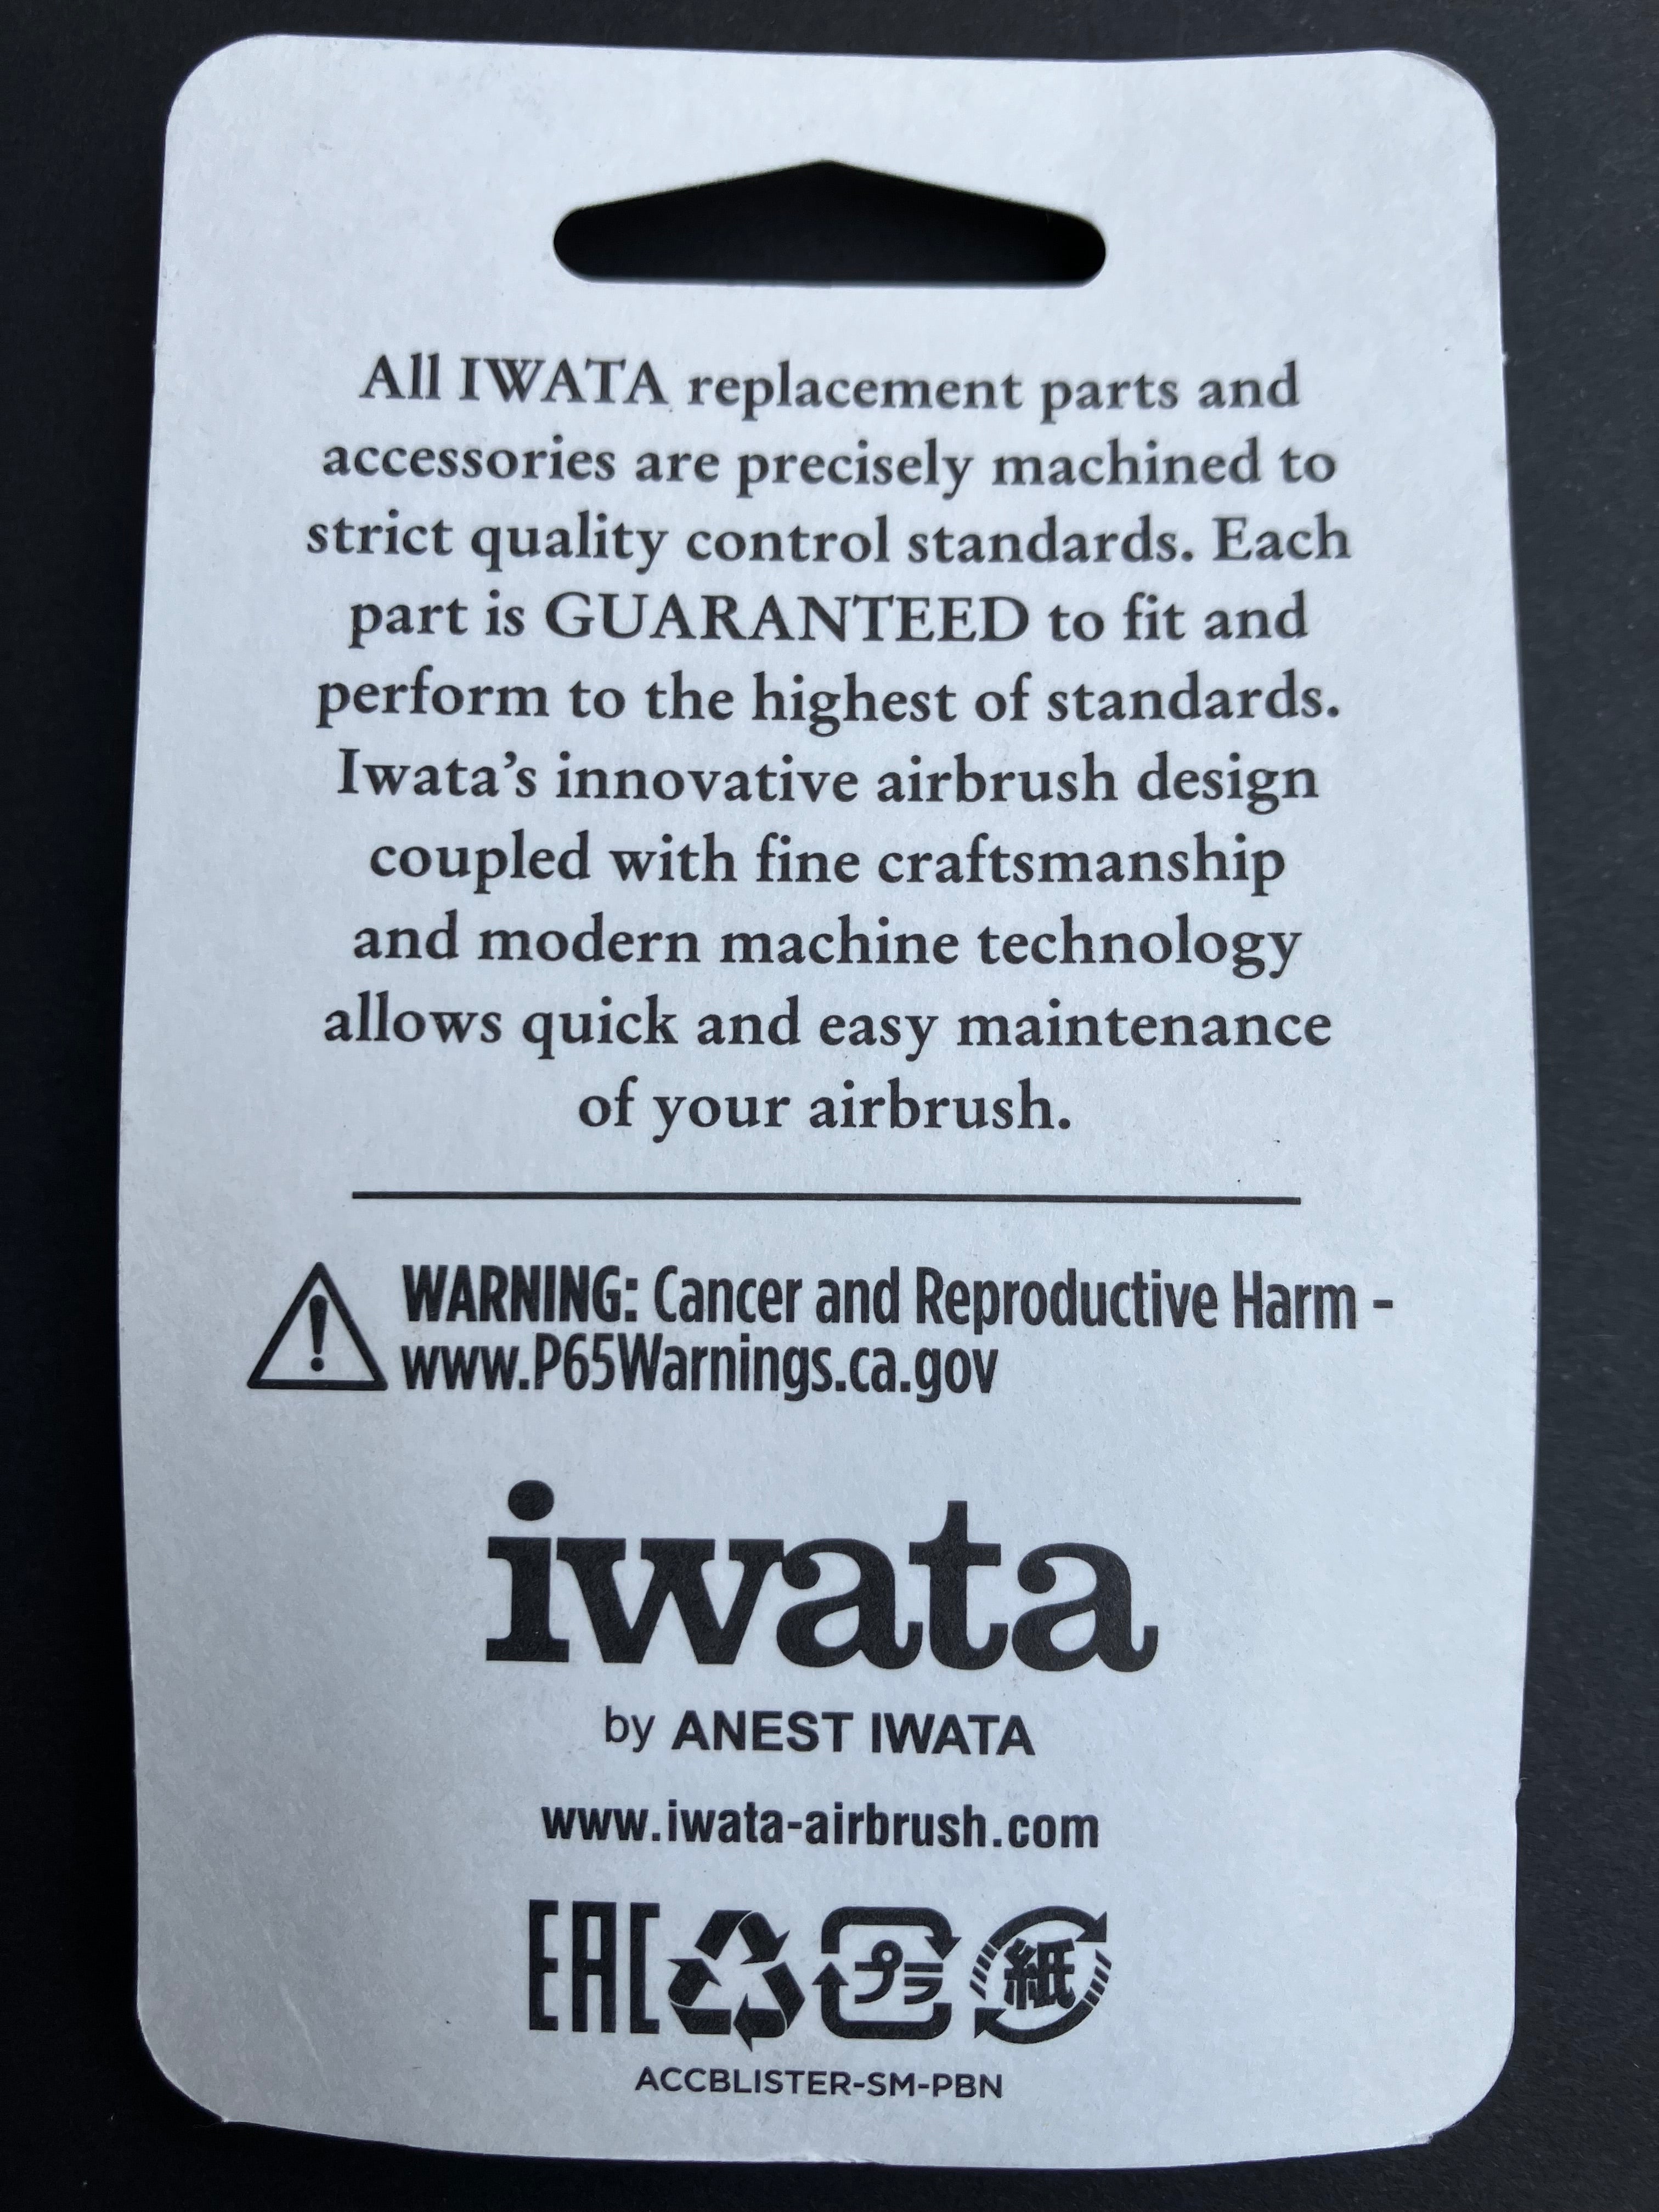 All IWATA replacement parts and
accessories are precisely machined to
strict quality control standards. Each
part is GUARANTEED to fit and
perform to the highest of standards.
Iwata’s innovative airbrush design
coupled with fine craftsmanship
and modern machine technology
allows quick and easy maintenance
of your airbrush.
WARNING: Cancer and Reproductive Harm -
www.P65Warnings.ca.gov
iwata
by ANEST IWATA
www.iwata-airbrush.com
EAC プラ 紙
ACCBLISTER-SM-PBN